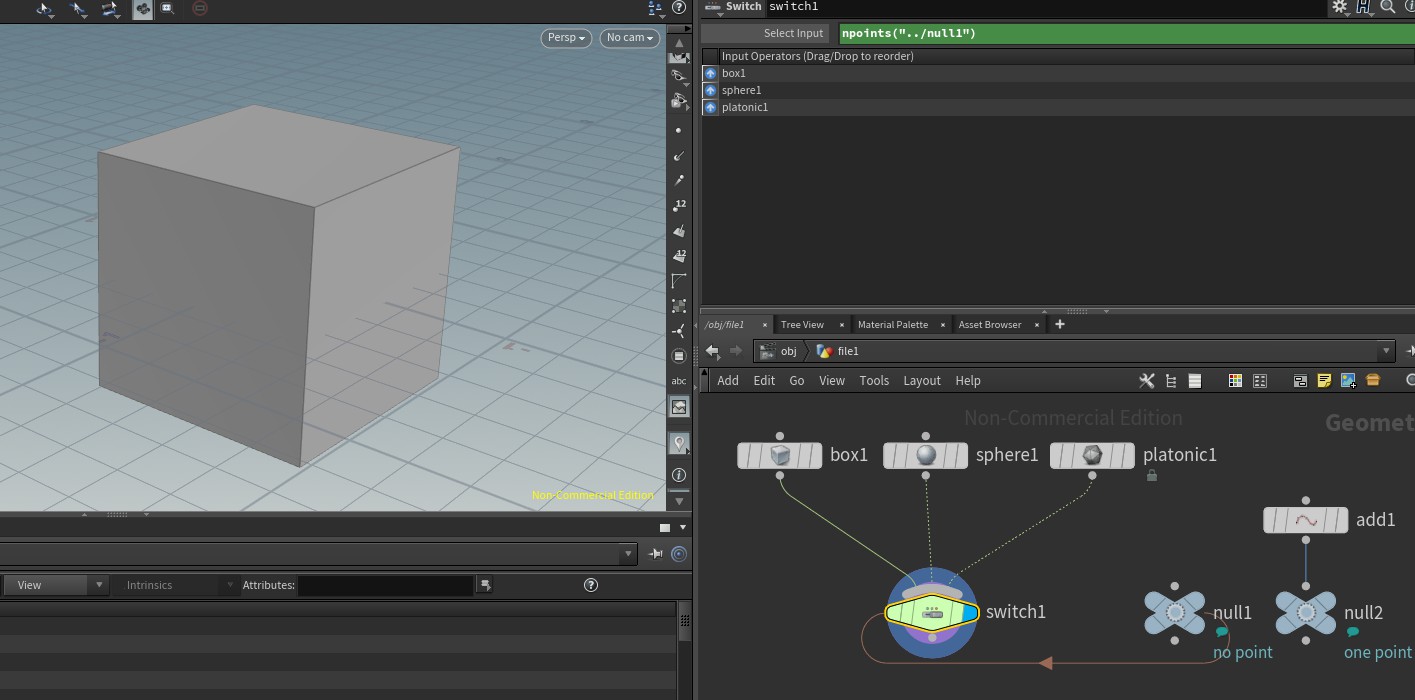 Switch switch1
Persp No cam
Select Input npoints("../null1")
Input Operators (Drag/Drop to reorder)
box1
sphere1
platonic1
12
12
abc
Non-Commercial Edition
/obj/file1 Tree View Material Palette Asset Browser
obj file1
Add Edit Go View Tools Layout Help
Non-Commercial Edition Geomet
box1 sphere1 platonic1
add1
View Intrinsics Attributes:
switch1 null1 null2
no point one point